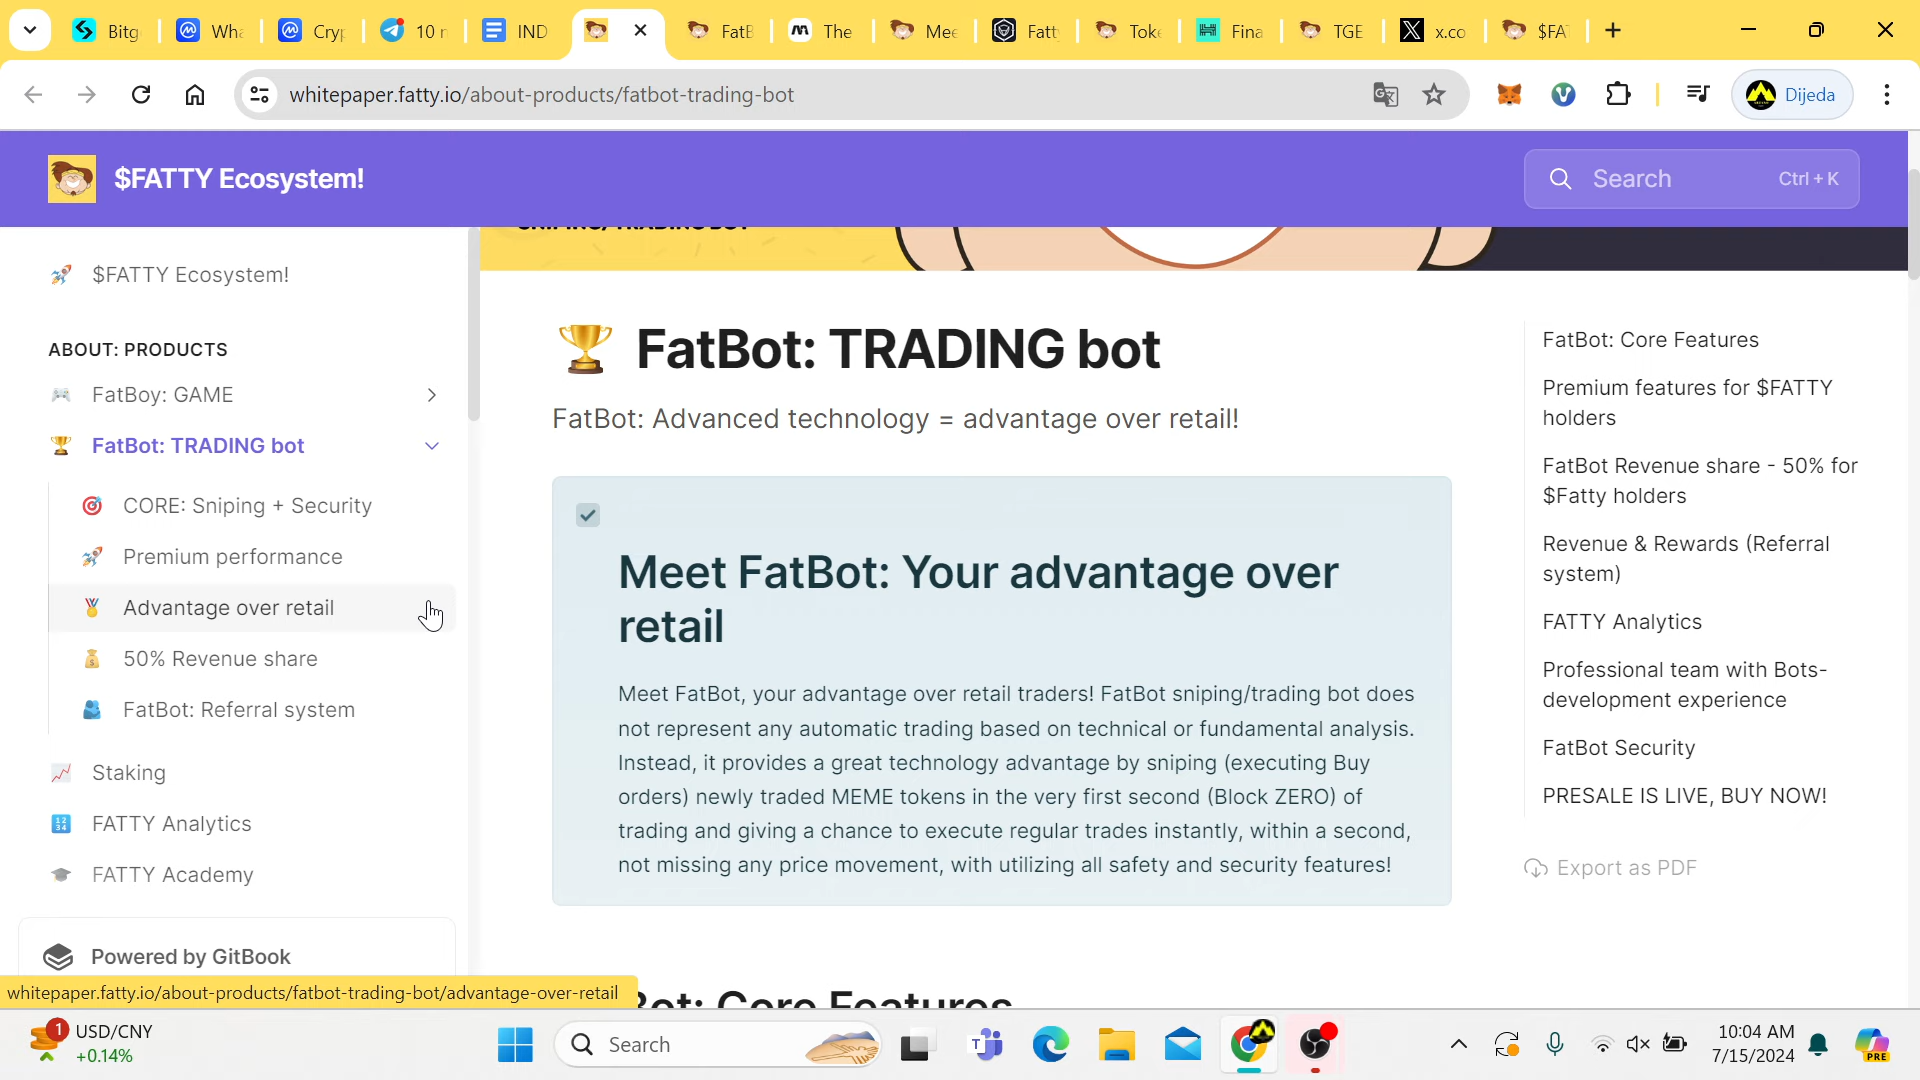 Bitg
Wha
Cry
10 r
IND
FatB
The
Mee
Fatt
Toke
Fina
TGE
x.co
$FA
whitepaper.fatty.io/about-products/fatbot-trading-bot
Dijeda
$FATTY Ecosystem!
Search
Ctrl + K
$FATTY Ecosystem!
ABOUT: PRODUCTS
FatBoy: GAME
FatBot: TRADING bot
CORE: Sniping + Security
Premium performance
Advantage over retail
50% Revenue share
FatBot: Referral system
Staking
FATTY Analytics
FATTY Academy
Powered by GitBook
whitepaper.fatty.io/about-products/fatbot-trading-bot/advantage-over-retail
FatBot: TRADING bot
FatBot: Advanced technology = advantage over retail!
Meet FatBot: Your advantage over
retail
Meet FatBot, your advantage over retail traders! FatBot sniping/trading bot does
not represent any automatic trading based on technical or fundamental analysis.
Instead, it provides a great technology advantage by sniping (executing Buy
orders) newly traded MEME tokens in the very first second (Block ZERO) of
trading and giving a chance to execute regular trades instantly, within a second,
not missing any price movement, with utilizing all safety and security features!
Bot: Core Features
FatBot: Core Features
Premium features for $FATTY
holders
FatBot Revenue share - 50% for
$Fatty holders
Revenue & Rewards (Referral
system)
FATTY Analytics
Professional team with Bots-
development experience
FatBot Security
PRESALE IS LIVE, BUY NOW!
Export as PDF
1
USD/CNY
+0.14%
Search
10:04 AM
7/15/2024
PRE